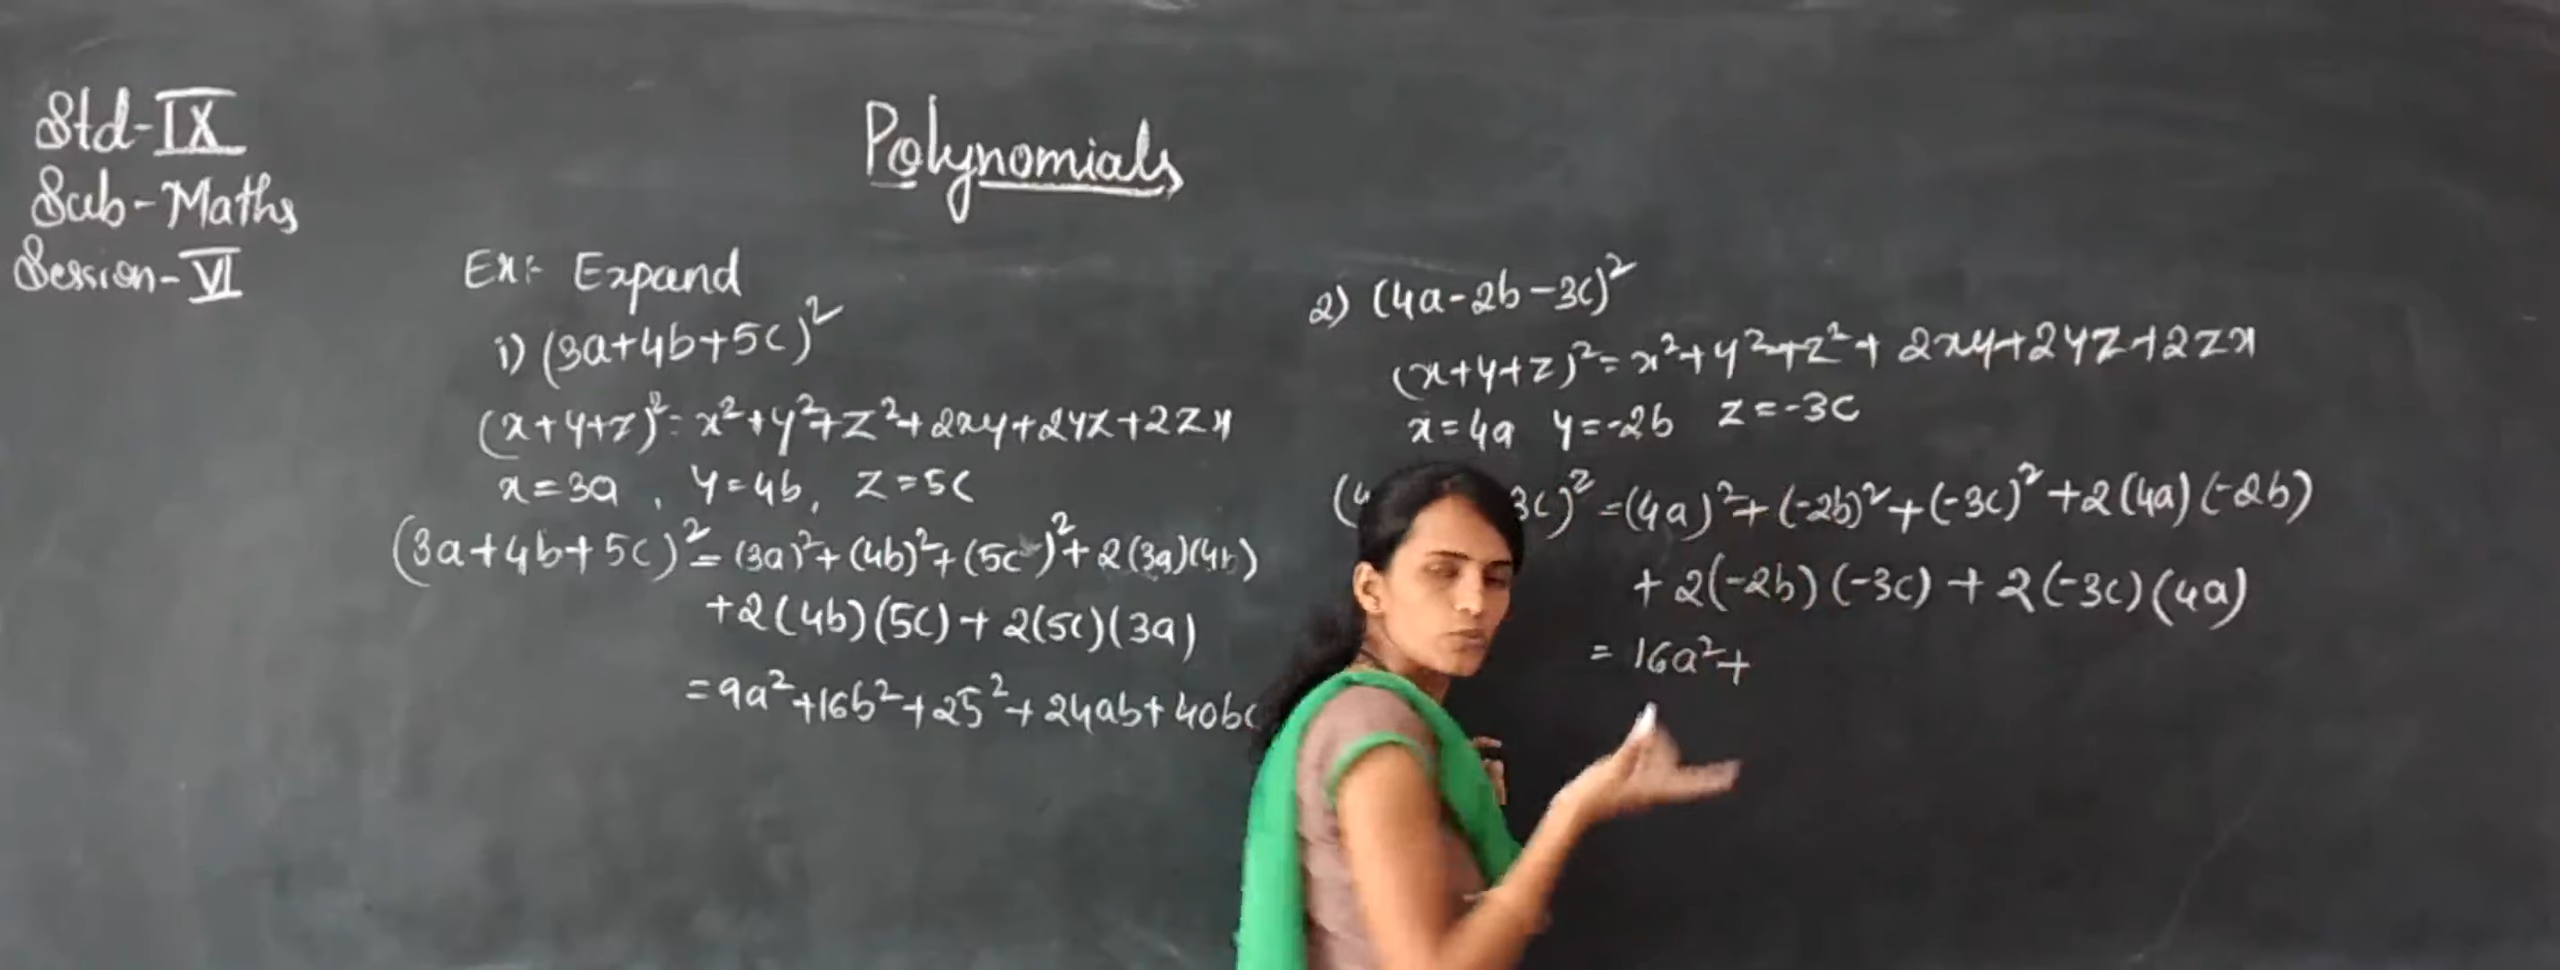 Std-IX
Sub-Maths
Session-VI
Polynomials
Ex:- Expand
i) (3a+4b+5c)²
(x+y+z)²=x²+y²+z²+2xy+2yz+2zx
x=3a, y=4b, z=5c
(3a+4b+5c)²=(3a)²+(4b)²+(5c)²+2(3a)(4b)
+2(4b)(5c)+2(5c)(3a)
=9a²+16b²+25²+24ab+40bc
2) (4a-2b-3c)²
(x+y+z)²=x²+y²+z²+2xy+2yz+2zx
x=4a y=-2b z=-3c
(4 3c)²=(4a)²+(-2b)²+(-3c)²+2(4a)(-2b)
+2(-2b)(-3c)+2(-3c)(4a)
=16a²+